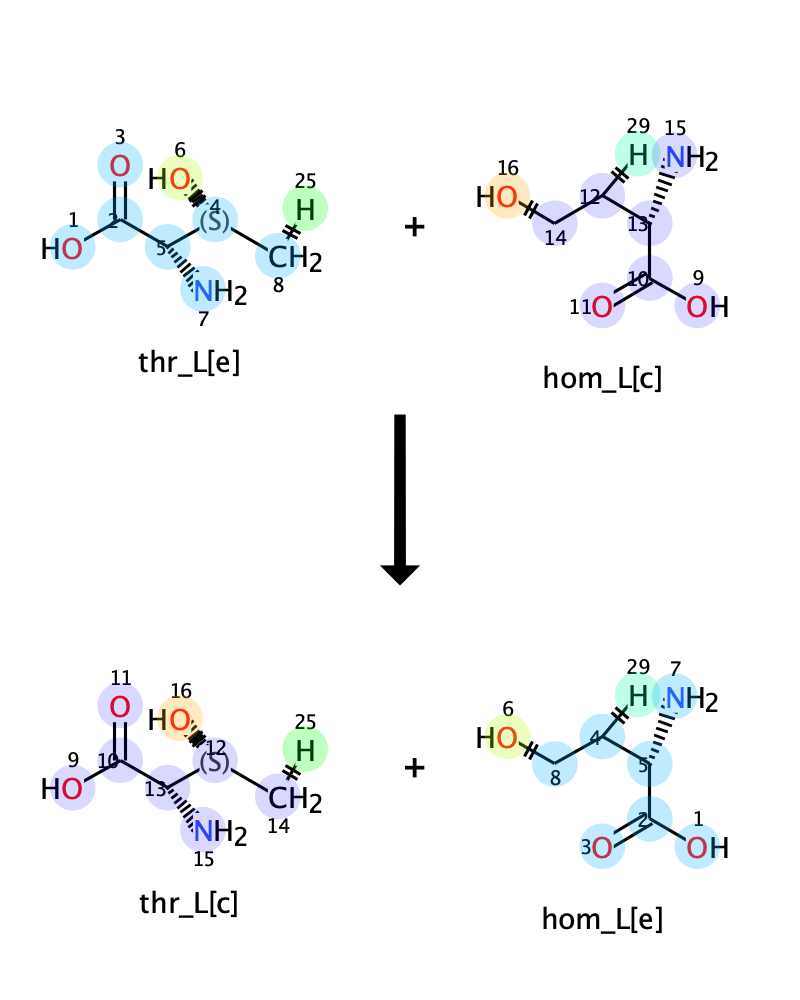 3 6 25 29 15
O HO H H NH2
1 2 4 5 (S) 16 12 13
HO CH2 HO 14
NH2 8 10 9
7 11 O OH
+
thr_L[e]
hom_L[c]
11 16 25 29 7
O HO H H NH2
9 10 12 13 (S) 6 4 5
HO CH2 HO 8
NH2 14 2 1
15 3 O OH
+
thr_L[c]
hom_L[e]